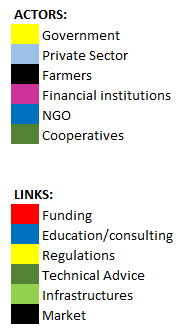 ACTORS:
Government
Private Sector
Farmers
Financial institutions
NGO
Cooperatives
LINKS:
Funding
Education/consulting
Regulations
Technical Advice
Infrastructures
Market